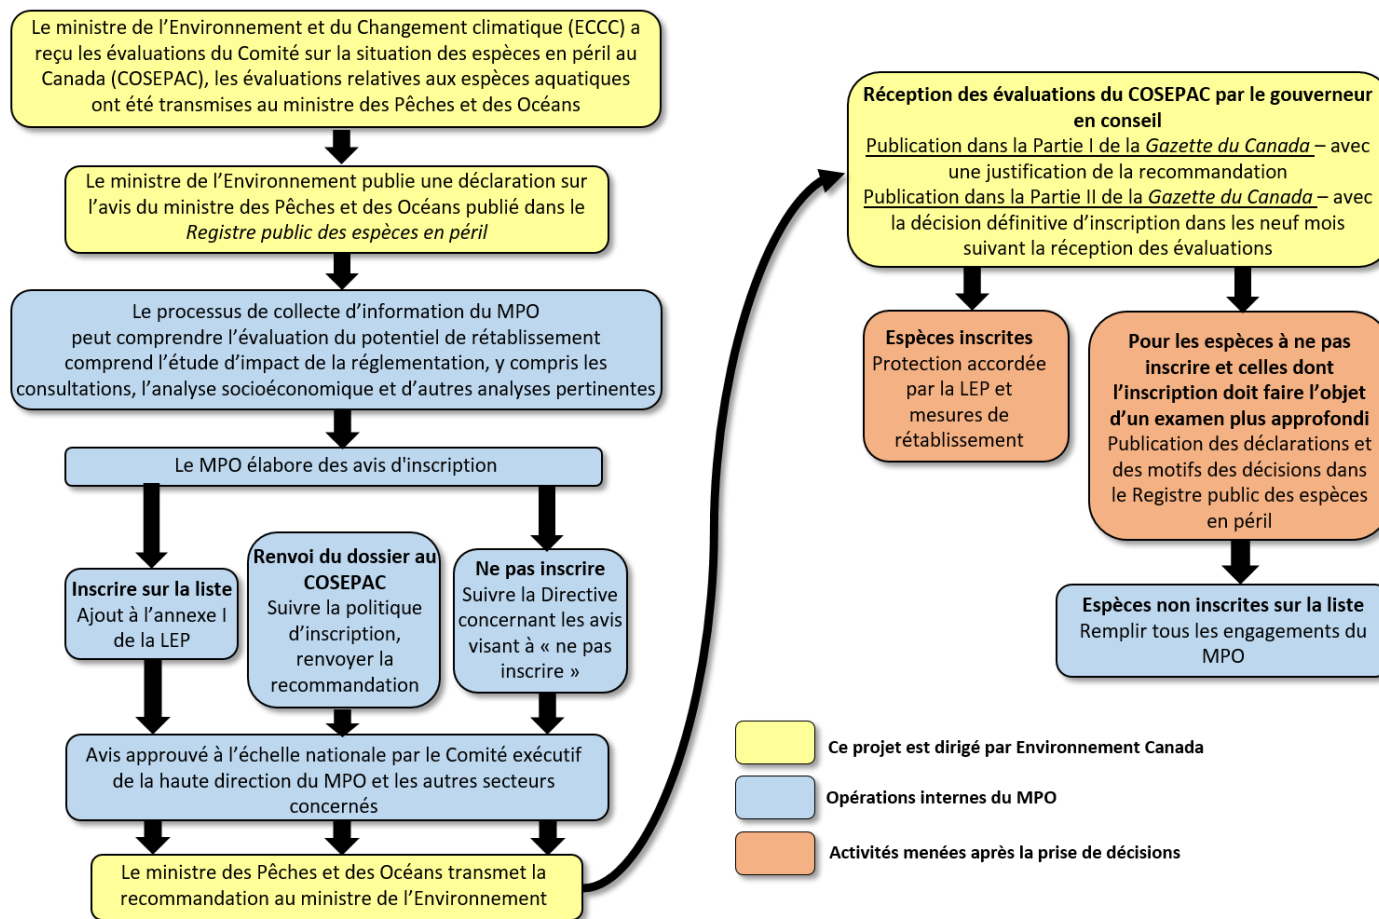 Le ministre de l’Environnement et du Changement climatique (ECCC) a
reçu les évaluations du Comité sur la situation des espèces en péril au
Canada (COSEPAC), les évaluations relatives aux espèces aquatiques
ont été transmises au ministre des Pêches et des Océans
Le ministre de l’Environnement publie une déclaration sur
l’avis du ministre des Pêches et des Océans publié dans le
Registre public des espèces en péril
Le processus de collecte d’information du MPO
peut comprendre l’évaluation du potentiel de rétablissement
comprend l’étude d’impact de la réglementation, y compris les
consultations, l’analyse socioéconomique et d’autres analyses pertinentes
Le MPO élabore des avis d'inscription
Inscrire sur la liste
Ajout à l’annexe I
de la LEP
Renvoi du dossier au
COSEPAC
Suivre la politique
d’inscription,
renvoyer la
recommandation
Ne pas inscrire
Suivre la Directive
concernant les avis
visant à « ne pas
inscrire »
Avis approuvé à l’échelle nationale par le Comité exécutif
de la haute direction du MPO et les autres secteurs
concernés
Le ministre des Pêches et des Océans transmet la
recommandation au ministre de l’Environnement
Réception des évaluations du COSEPAC par le gouverneur
en conseil
Publication dans la Partie I de la Gazette du Canada – avec
une justification de la recommandation
Publication dans la Partie II de la Gazette du Canada – avec
la décision définitive d’inscription dans les neuf mois
suivant la réception des évaluations
Espèces inscrites
Protection accordée
par la LEP et
mesures de
rétablissement
Pour les espèces à ne pas
inscrire et celles dont
l’inscription doit faire l’objet
d’un examen plus approfondi
Publication des déclarations et
des motifs des décisions dans
le Registre public des espèces
en péril
Espèces non inscrites sur la liste
Remplir tous les engagements du
MPO
Ce projet est dirigé par Environnement Canada
Opérations internes du MPO
Activités menées après la prise de décisions